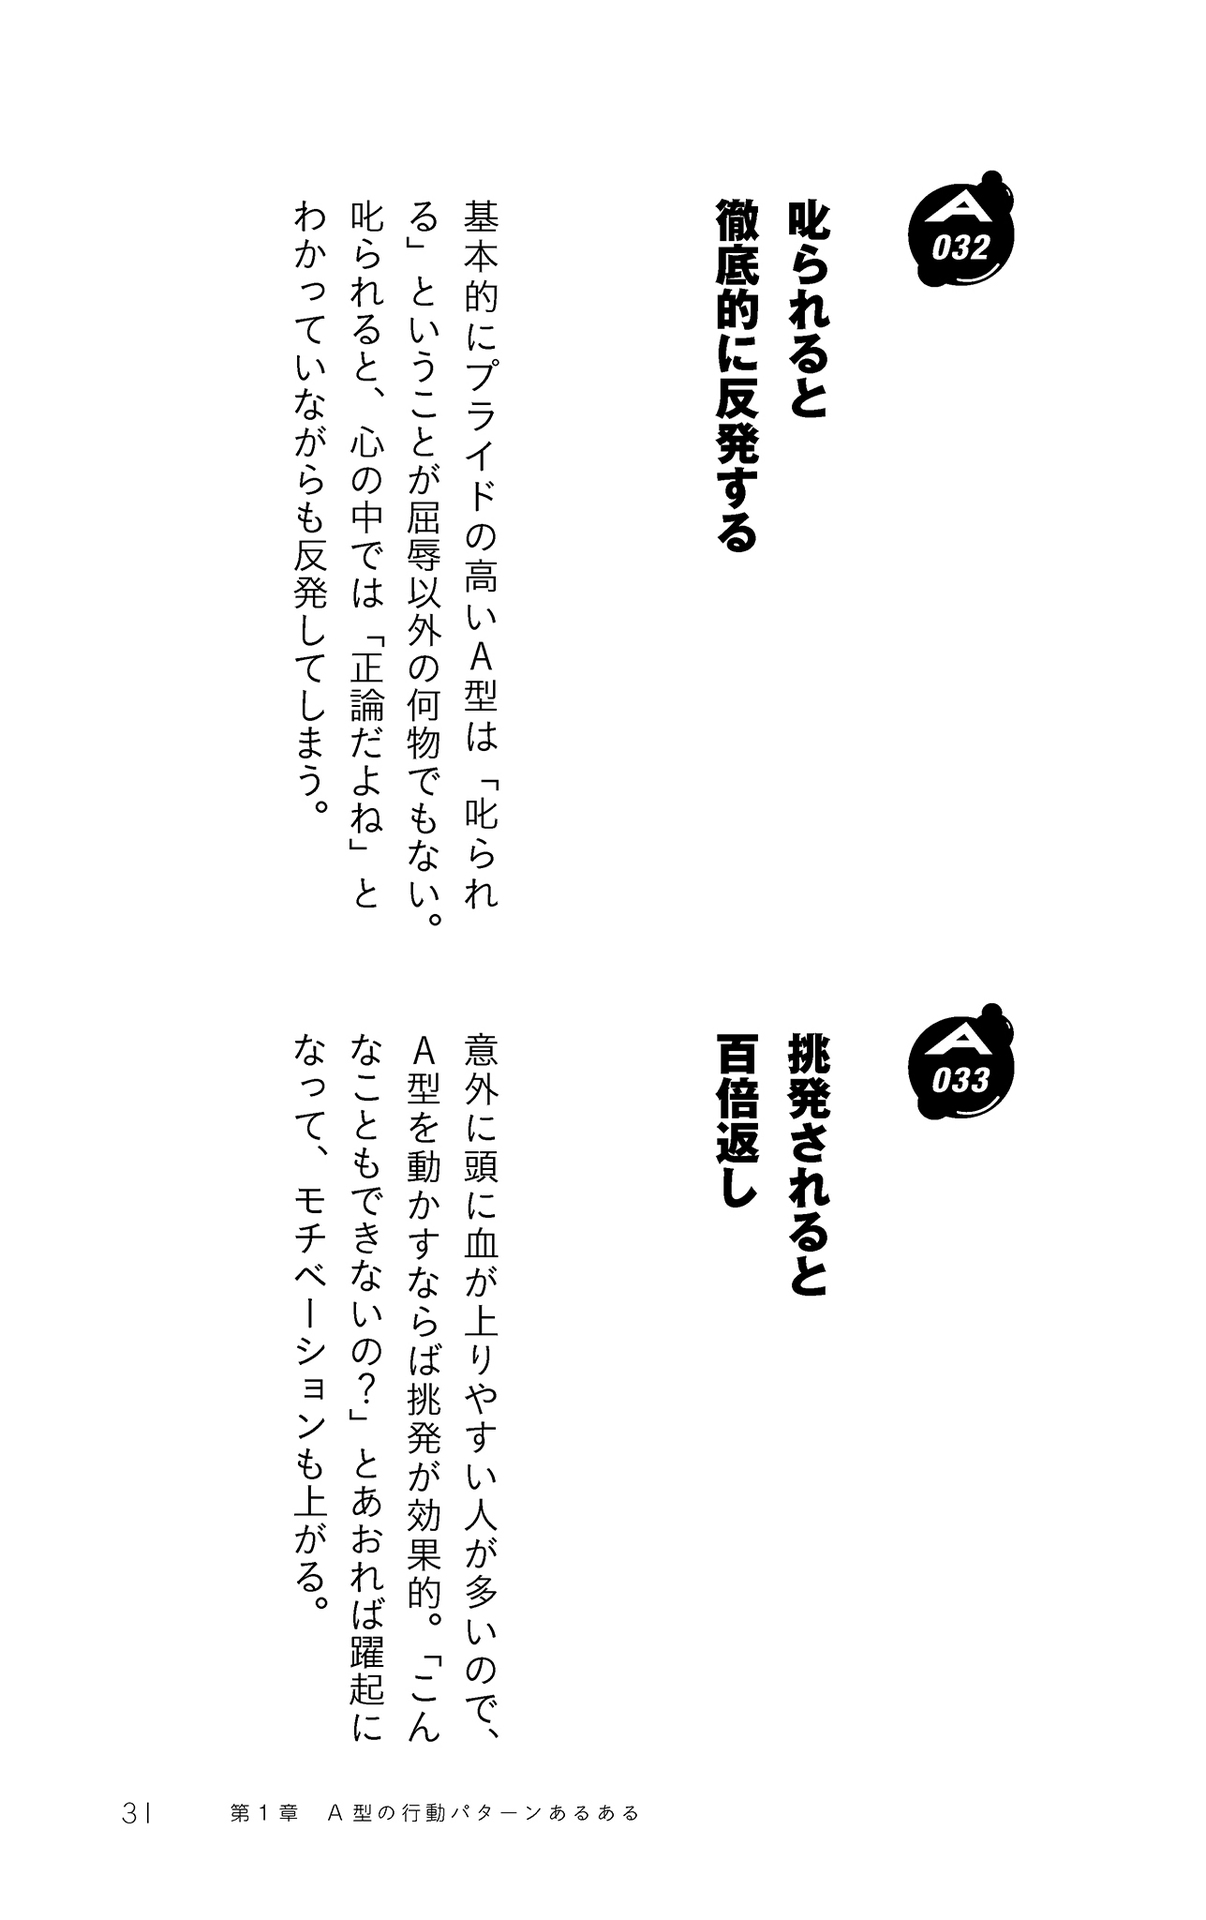 A
032
叱られると
徹底的に反発する
基本的にプライドの高いA型は「叱られ
る」ということが屈辱以外の何物でもない。
叱られると、心の中では「正論だよね」と
わかっていながらも反発してしまう。
A
033
挑発されると
百倍返し
意外に頭に血が上りやすい人が多いので、
A型を動かすならば挑発が効果的。「こん
なこともできないの?」とあおれば躍起に
なって、モチベーションも上がる。
31 第1章 A型の行動パターンあるある